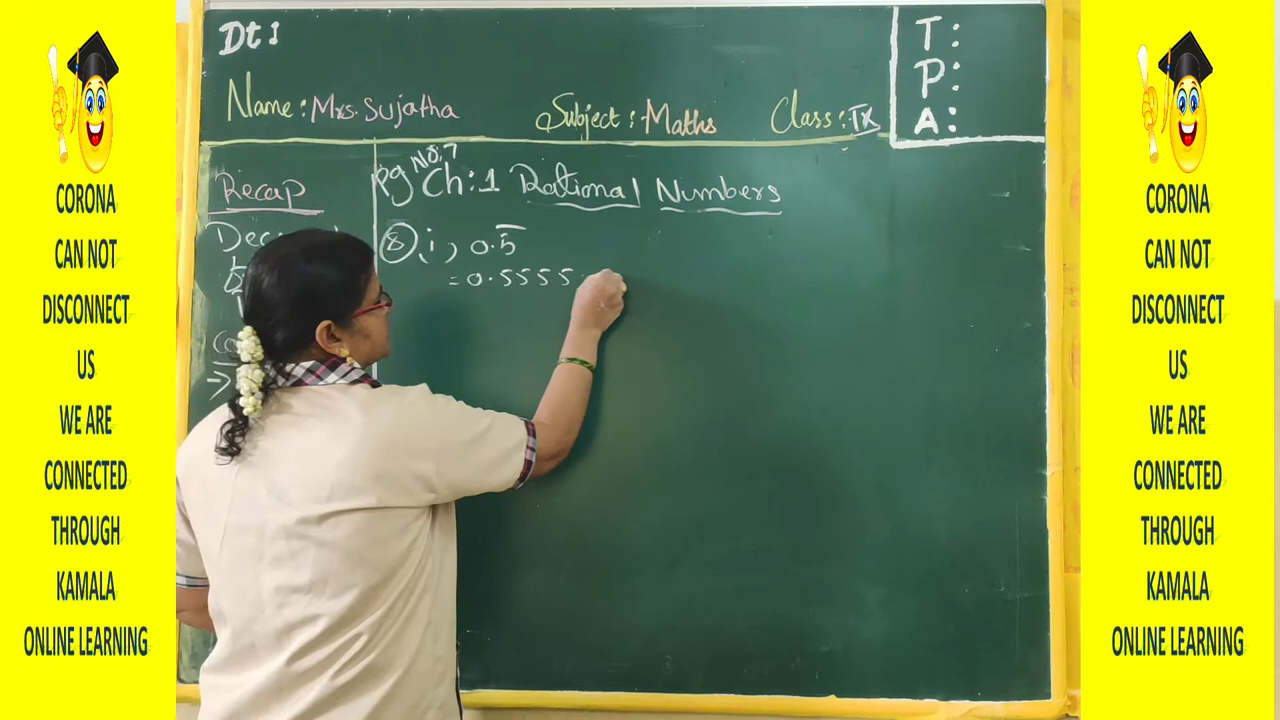 CORONA
CAN NOT
DISCONNECT
US
WE ARE
CONNECTED
THROUGH
KAMALA
ONLINE LEARNING
Dt:
Name: Mrs. Sujatha Subject: Maths Class: IX
T:
P:
A:
Recap
pg No. 7 Ch: 1 Rational Numbers
8 i, 0.5̅
= 0.5555
CORONA
CAN NOT
DISCONNECT
US
WE ARE
CONNECTED
THROUGH
KAMALA
ONLINE LEARNING